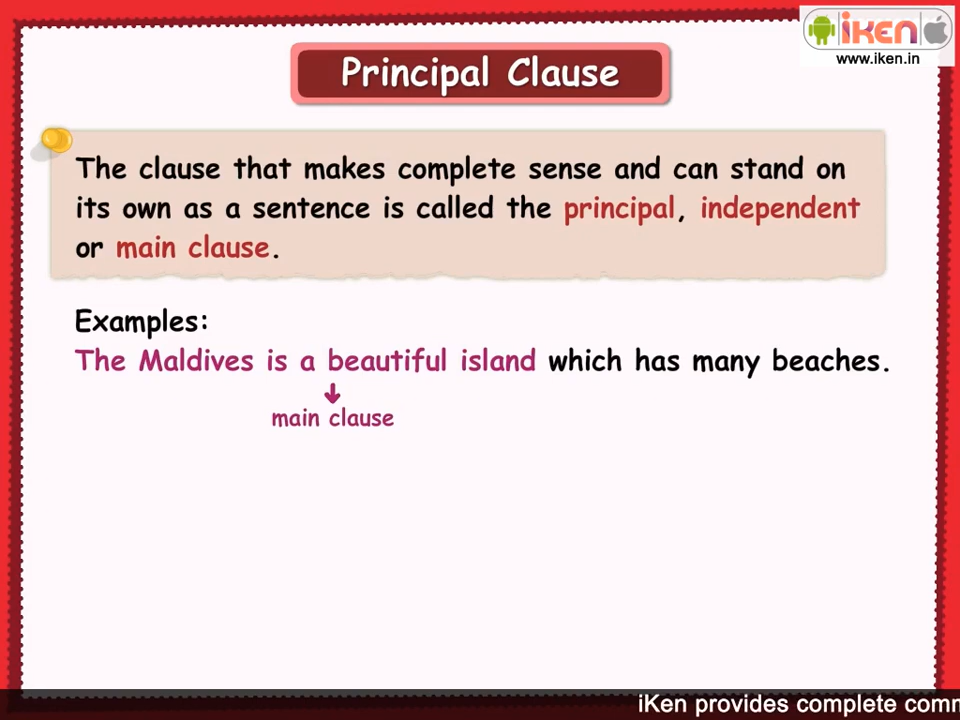 iKEN
www.iken.in
Principal Clause
The clause that makes complete sense and can stand on
its own as a sentence is called the principal, independent
or main clause.
Examples:
The Maldives is a beautiful island which has many beaches.
main clause
iKen provides complete comm